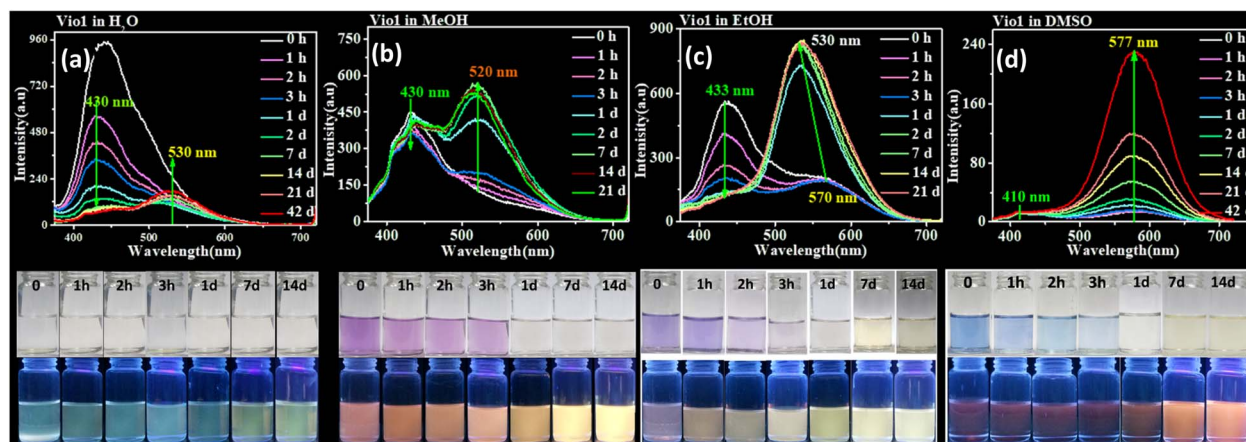 Vio1 in H2O
(a)
960
720
480
240
0
Intenisity(a.u)
430 nm
530 nm
0 h
1 h
2 h
3 h
1 d
2 d
7 d
14 d
21 d
42 d
400
500
600
700
Wavelength(nm)
Vio1 in MeOH
(b)
750
600
450
300
150
0
Intenisity(a.u)
430 nm
520 nm
0 h
1 h
2 h
3 h
1 d
2 d
7 d
14 d
21 d
400
500
600
700
Wavelength(nm)
Vio1 in EtOH
(c)
900
600
300
0
Intenisity(a.u)
433 nm
530 nm
570 nm
0 h
1 h
2 h
3 h
1 d
2 d
7 d
14 d
21 d
400
500
600
700
Wavelength(nm)
Vio1 in DMSO
(d)
240
180
120
60
0
Intenisity(a.u)
410 nm
577 nm
0 h
1 h
2 h
3 h
1 d
2 d
7 d
14 d
21 d
42 d
400
500
600
700
Wavelength(nm)
0 1h 2h 3h 1d 7d 14d
0 1h 2h 3h 1d 7d 14d
0 1h 2h 3h 1d 7d 14d
0 1h 2h 3h 1d 7d 14d